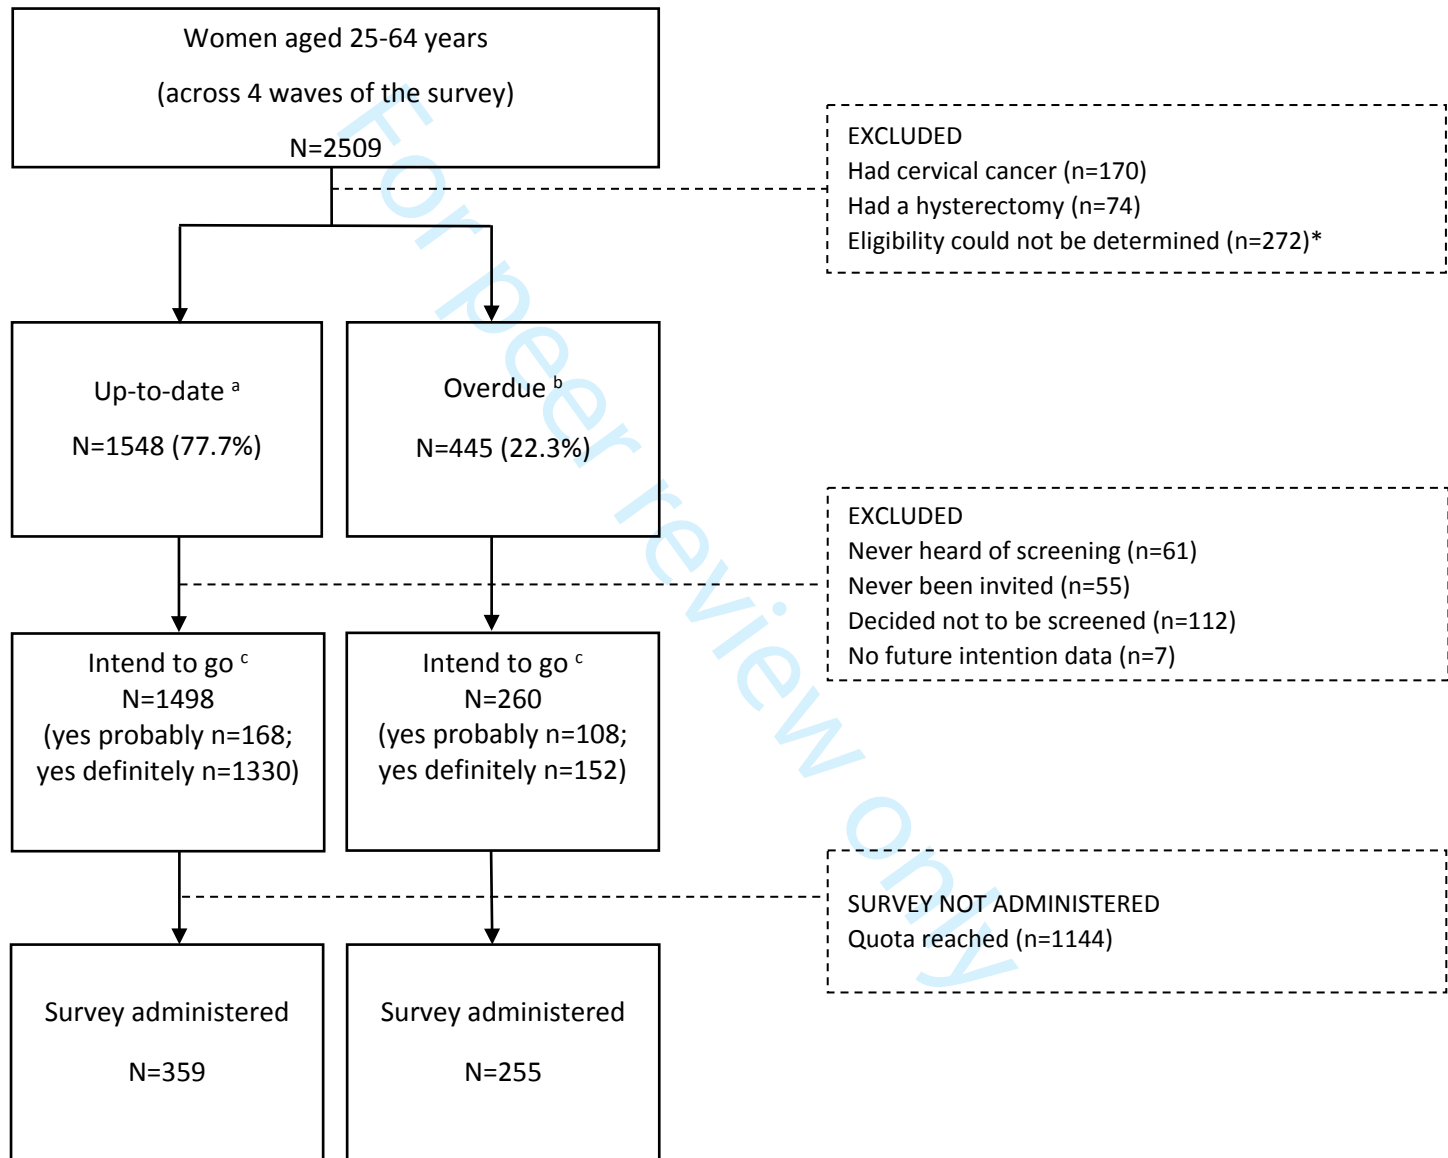 Women aged 25-64 years
(across 4 waves of the survey)
N=2509
EXCLUDED
Had cervical cancer (n=170)
Had a hysterectomy (n=74)
Eligibility could not be determined (n=272)*
Up-to-date a
N=1548 (77.7%)
Overdue b
N=445 (22.3%)
EXCLUDED
Never heard of screening (n=61)
Never been invited (n=55)
Decided not to be screened (n=112)
No future intention data (n=7)
Intend to go c
N=1498
(yes probably n=168;
yes definitely n=1330)
Intend to go c
N=260
(yes probably n=108;
yes definitely n=152)
SURVEY NOT ADMINISTERED
Quota reached (n=1144)
Survey administered
N=359
Survey administered
N=255
For peer review only